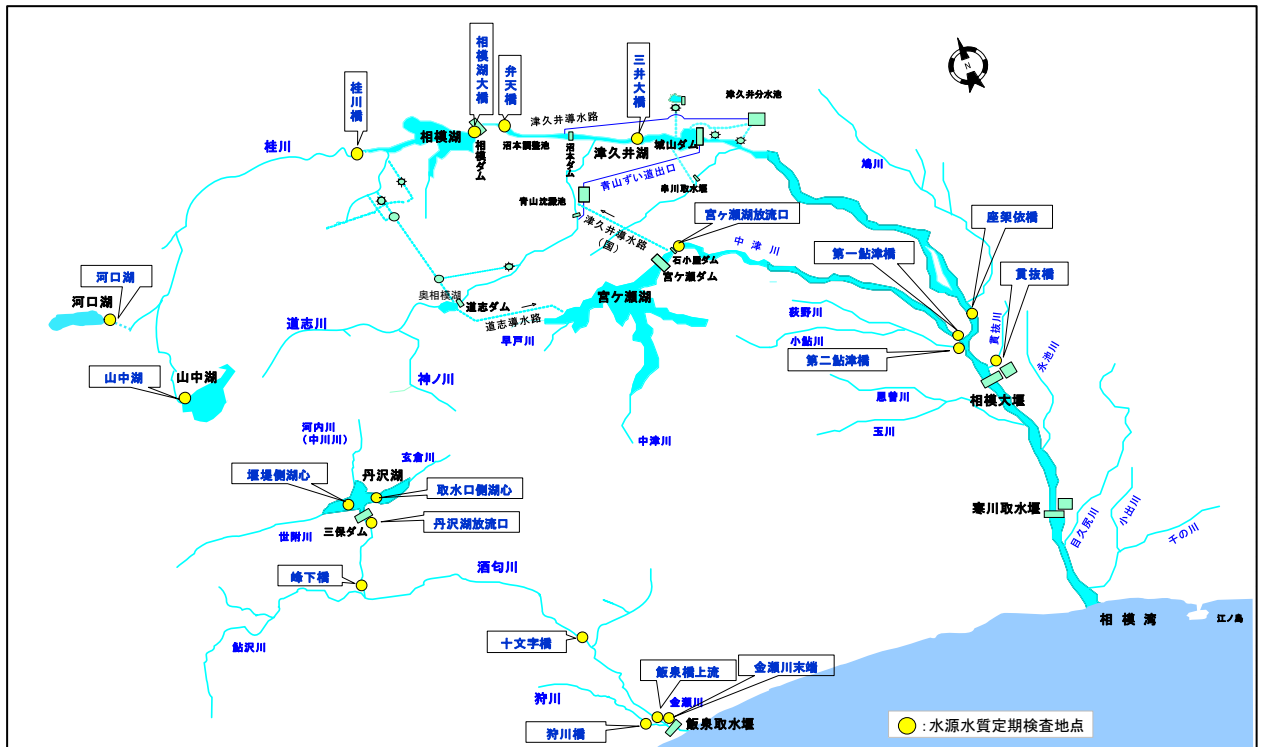 相模湖大橋
弁天橋
三井大橋
桂川橋
N
津久井分水池
津久井導水路
相模湖
相模ダム
沼本調整池
沼本ダム
津久井湖
城山ダム
桂川
鳩川
青山ずい道出口
串川取水堰
青山沈澱池
津久井導水路
(国)
宮ヶ瀬湖放流口
座架依橋
中津川
第一鮎津橋
石小屋ダム
宮ケ瀬ダム
貫抜橋
河口湖
河口湖
奥相模湖
道志ダム
宮ケ瀬湖
道志川
道志導水路
早戸川
荻野川
小鮎川
貫抜川
永池川
第二鮎津橋
山中湖
山中湖
神ノ川
恩曽川
相模大堰
玉川
中津川
河内川
(中川川)
玄倉川
丹沢湖
堰堤側湖心
取水口側湖心
寒川取水堰
目久尻川
小出川
千の川
世附川
三保ダム
丹沢湖放流口
峰下橋
酒匂川
相模湾
江ノ島
鮎沢川
十文字橋
飯泉橋上流
金瀬川末端
狩川
金瀬川
狩川橋
飯泉取水堰
:水源水質定期検査地点